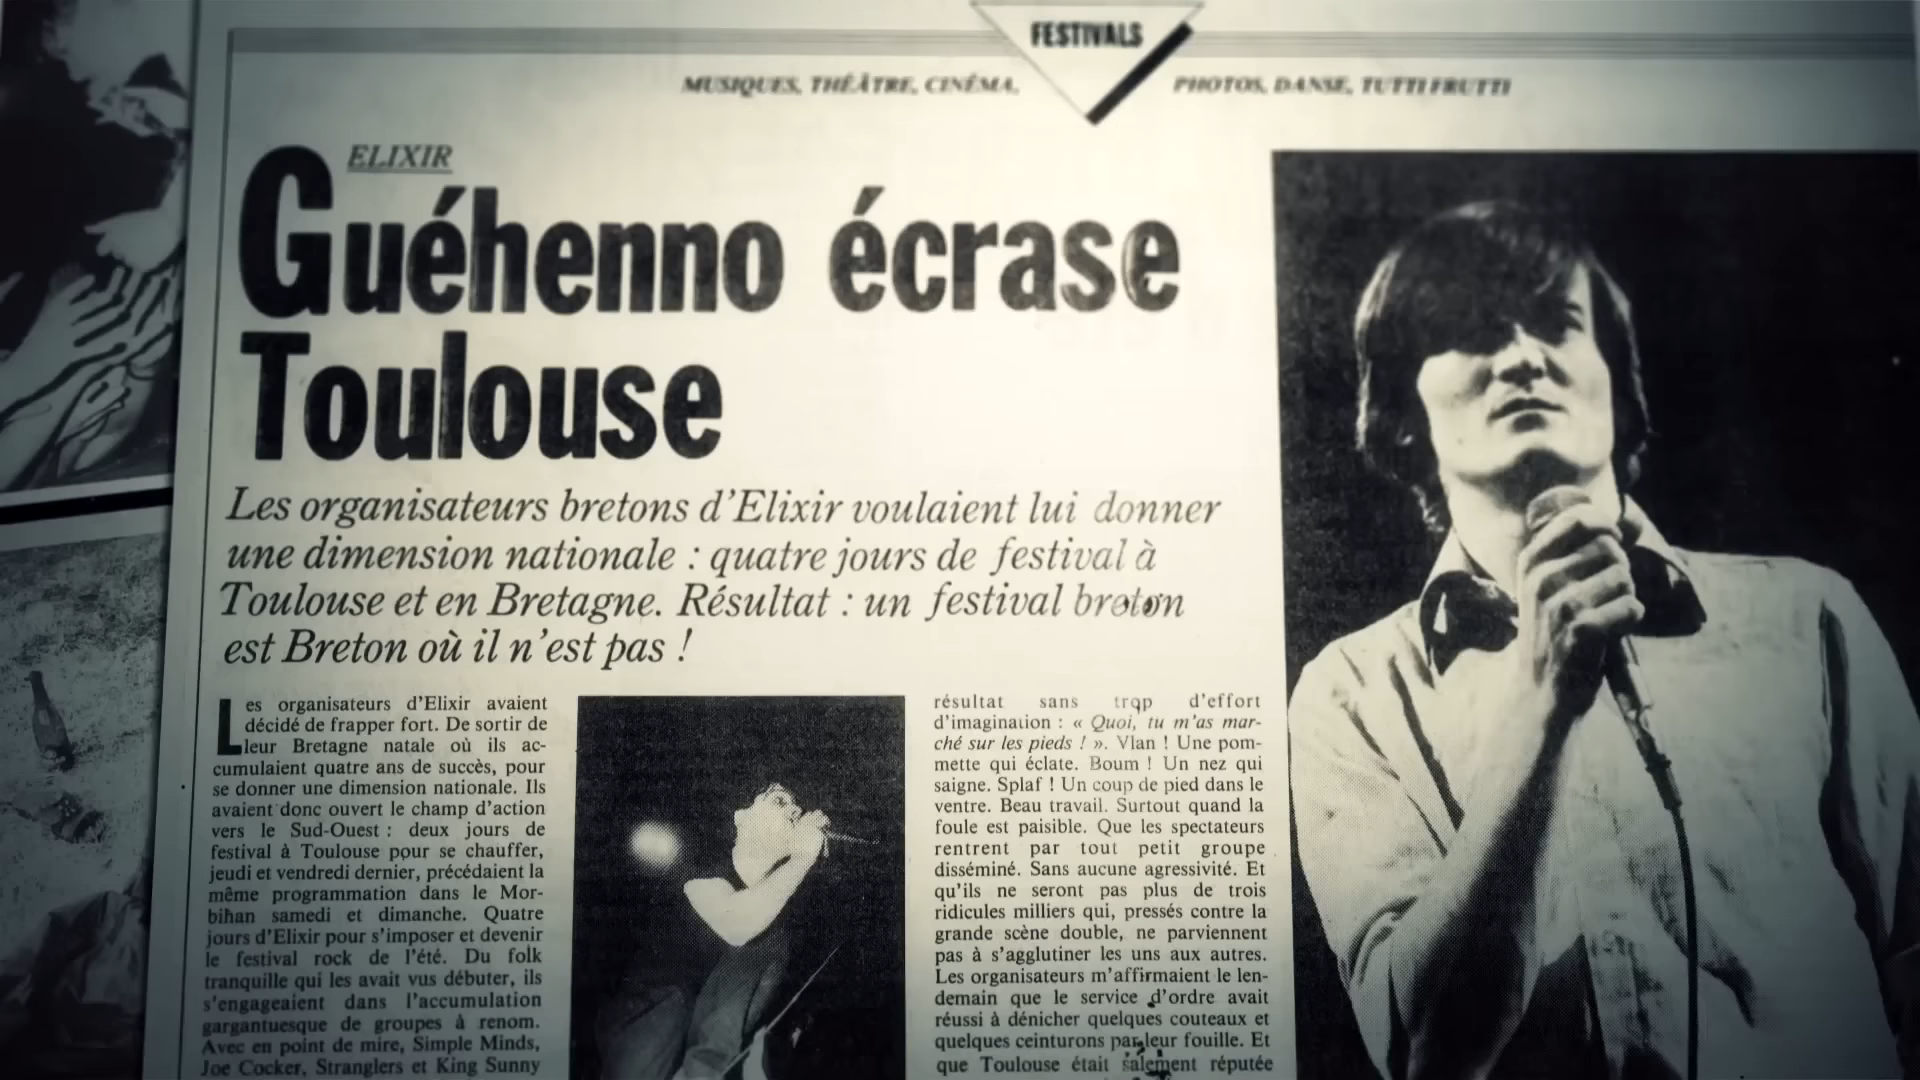 FESTIVALS
MUSIQUES, THÉÂTRE, CINÉMA, PHOTOS, DANSE, TUTTI FRUTTI
ELIXIR
Guéhenno écrase
Toulouse
Les organisateurs bretons d'Elixir voulaient lui donner
une dimension nationale : quatre jours de festival à
Toulouse et en Bretagne. Résultat : un festival breton
est Breton où il n'est pas !
Les organisateurs d'Elixir avaient
décidé de frapper fort. De sortir de
leur Bretagne natale où ils ac-
cumulaient quatre ans de succès, pour
se donner une dimension nationale. Ils
avaient donc ouvert le champ d'action
vers le Sud-Ouest : deux jours de
festival à Toulouse pour se chauffer,
jeudi et vendredi dernier, précédaient la
même programmation dans le Mor-
bihan samedi et dimanche. Quatre
jours d'Elixir pour s'imposer et devenir
le festival rock de l'été. Du folk
tranquille qui les avait vus débuter, ils
s'engageaient dans l'accumulation
gargantuesque de groupes à renom.
Avec en point de mire, Simple Minds,
Joe Cocker, Stranglers et King Sunny
résultat sans trop d'effort
d'imagination : « Quoi, tu m'as mar-
ché sur les pieds ! ». Vlan ! Une pom-
mette qui éclate. Boum ! Un nez qui
saigne. Splaf ! Un coup de pied dans le
ventre. Beau travail. Surtout quand la
foule est paisible. Que les spectateurs
rentrent par tout petit groupe
disséminé. Sans aucune agressivité. Et
qu'ils ne seront pas plus de trois
ridicules milliers qui, pressés contre la
grande scène double, ne parviennent
pas à s'agglutiner les uns aux autres.
Les organisateurs m'affirmaient le len-
demain que le service d'ordre avait
réussi à dénicher quelques couteaux et
quelques ceinturons par leur fouille. Et
que Toulouse était salement réputée